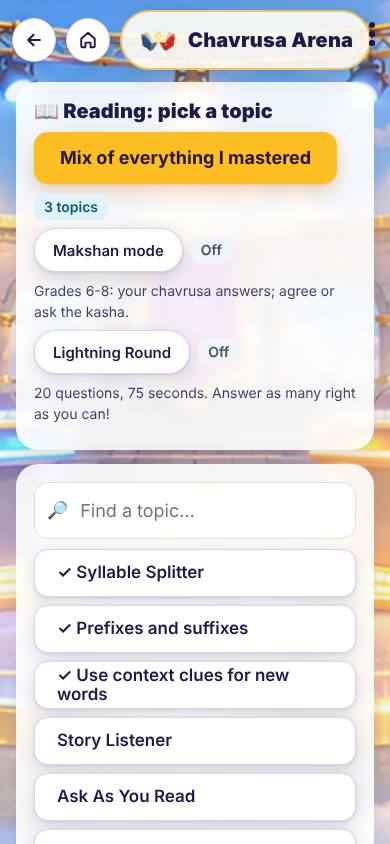 Chavrusa Arena
📖 Reading: pick a topic
Mix of everything I mastered
3 topics
Makshan mode
Off
Grades 6-8: your chavrusa answers; agree or
ask the kasha.
Lightning Round
Off
20 questions, 75 seconds. Answer as many right
as you can!
🔎 Find a topic...
✓ Syllable Splitter
✓ Prefixes and suffixes
✓ Use context clues for new
words
Story Listener
Ask As You Read